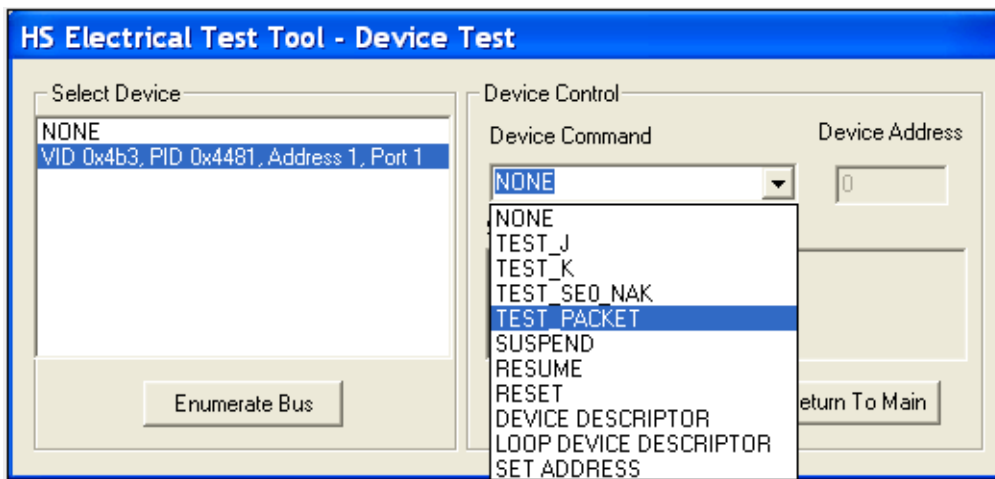 HS Electrical Test Tool - Device Test
Select Device
NONE
VID 0x4b3, PID 0x4481, Address 1, Port 1
Enumerate Bus
Device Control
Device Command
Device Address
NONE
0
NONE
TEST_J
TEST_K
TEST_SE0_NAK
TEST_PACKET
SUSPEND
RESUME
RESET
DEVICE DESCRIPTOR
LOOP DEVICE DESCRIPTOR
SET ADDRESS
eturn To Main